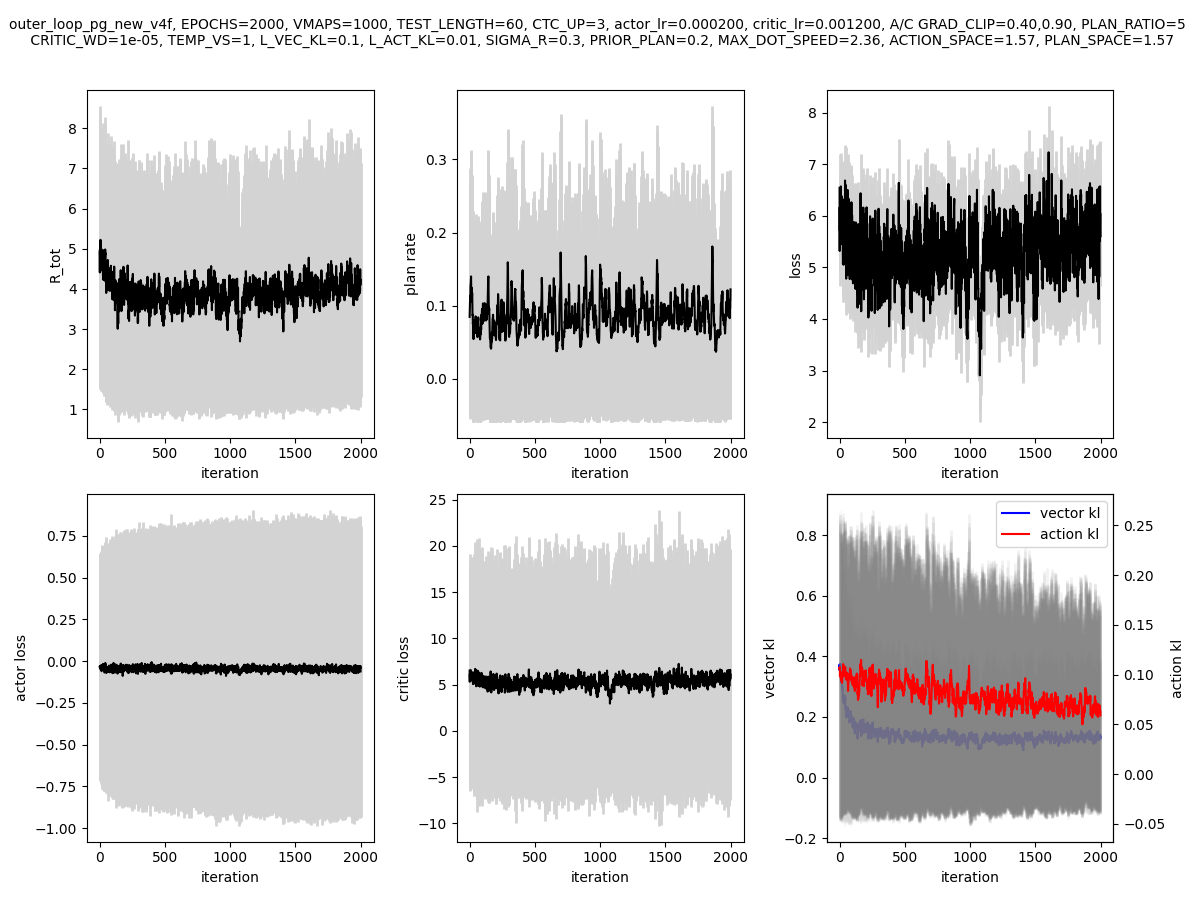 outer_loop_pg_new_v4f, EPOCHS=2000, VMAPS=1000, TEST_LENGTH=60, CTC_UP=3, actor_lr=0.000200, critic_lr=0.001200, A/C GRAD_CLIP=0.40,0.90, PLAN_RATIO=5
CRITIC_WD=1e-05, TEMP_VS=1, L_VEC_KL=0.1, L_ACT_KL=0.01, SIGMA_R=0.3, PRIOR_PLAN=0.2, MAX_DOT_SPEED=2.36, ACTION_SPACE=1.57, PLAN_SPACE=1.57
R_tot
8
7
6
5
4
3
2
1
0 500 1000 1500 2000
iteration
plan rate
0.3
0.2
0.1
0.0
0 500 1000 1500 2000
iteration
loss
8
7
6
5
4
3
2
0 500 1000 1500 2000
iteration
actor loss
0.75
0.50
0.25
0.00
−0.25
−0.50
−0.75
−1.00
0 500 1000 1500 2000
iteration
critic loss
25
20
15
10
5
0
−5
−10
0 500 1000 1500 2000
iteration
vector kl
0.8
0.6
0.4
0.2
0.0
−0.2
0 500 1000 1500 2000
iteration
vector kl
action kl
0.25
0.20
0.15
0.10
0.05
0.00
−0.05
action kl